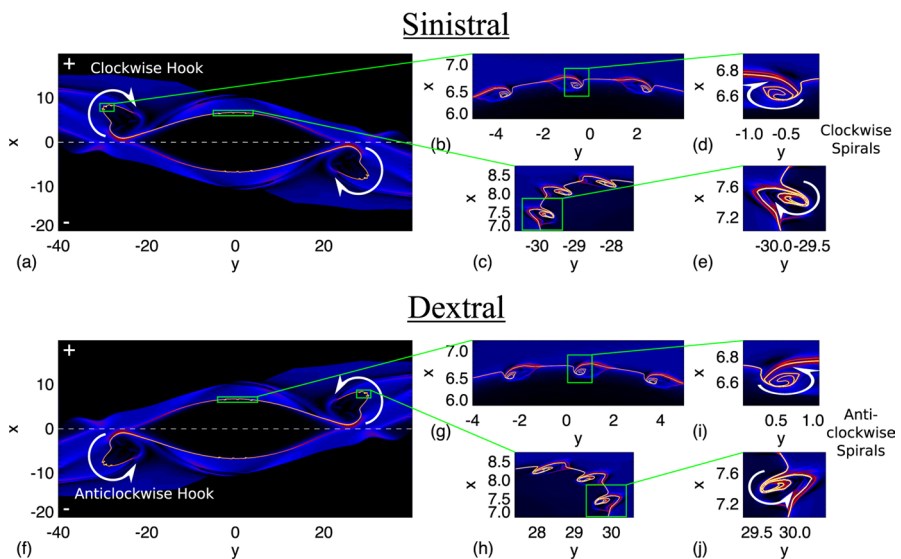 Sinistral
+
Clockwise Hook
10
0
-10
-20
-
x
-40
-20
0
20
y
(a)
7.0
6.5
6.0
x
-4
-2
0
2
y
(b)
6.8
6.6
x
-1.0
-0.5
y
(d)
Clockwise
Spirals
8.5
8.0
7.5
x
-30
-29
-28
y
(c)
7.6
7.2
x
-30.0
-29.5
y
(e)
Dextral
+
10
0
-10
-20
-
x
Anticlockwise Hook
-40
-20
0
20
y
(f)
7.0
6.5
6.0
x
-4
-2
0
2
4
y
(g)
6.8
6.6
x
0.5
1.0
y
(i)
Anti-
clockwise
Spirals
8.5
8.0
7.5
7.0
x
28
29
30
y
(h)
7.6
7.2
x
29.5
30.0
y
(j)